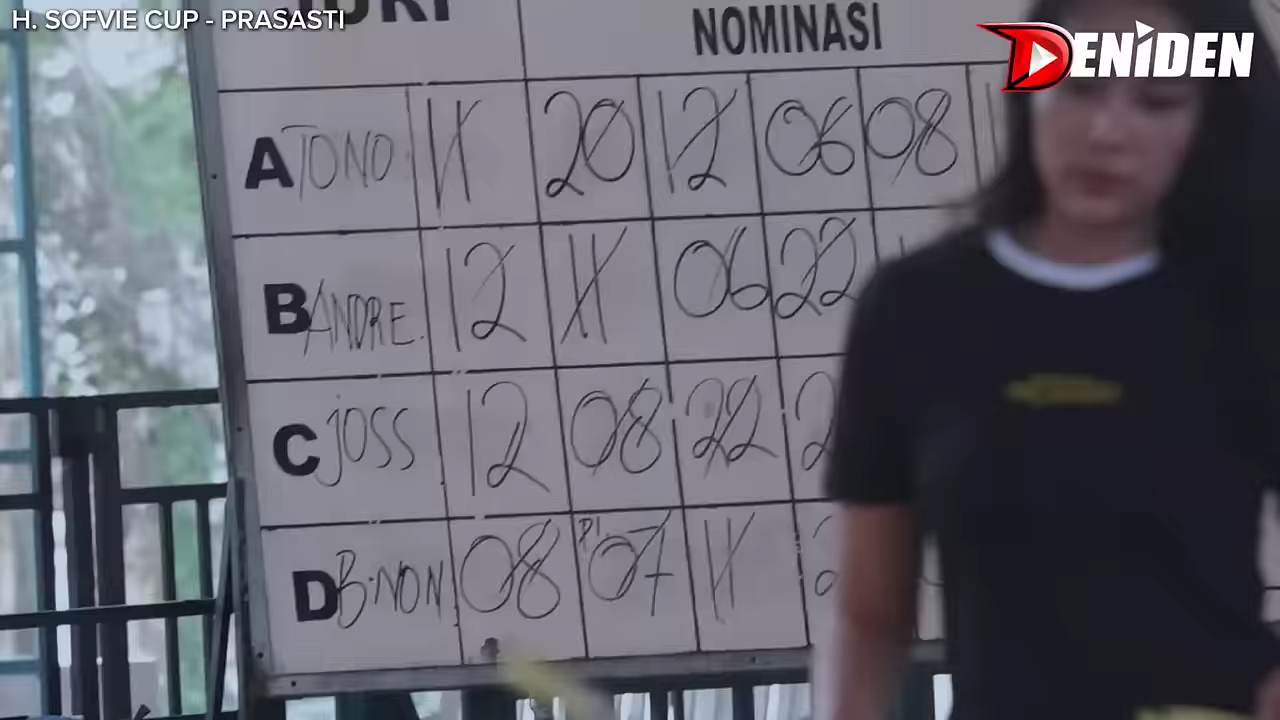 H. SOFVIE CUP - PRASASTI
DENIDEN
NOMINASI
A TONO 20 12 06 08
B ANDRE. 12 06 22
C JOSS 12 08 22
D B.NON 08 P1 07